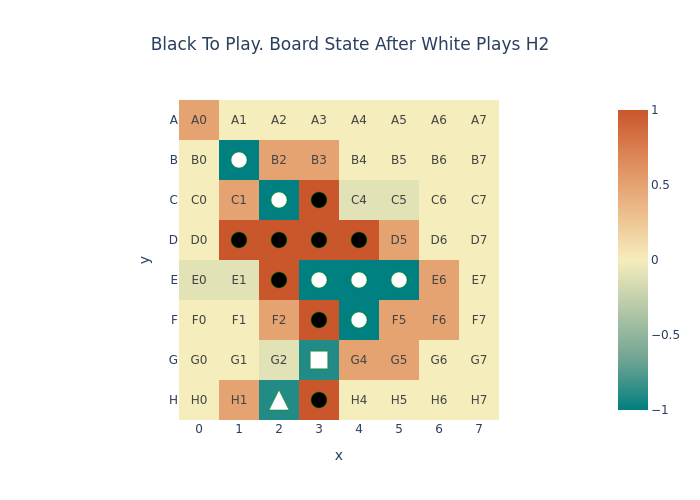 Black To Play. Board State After White Plays H2
A A0 A1 A2 A3 A4 A5 A6 A7
B B0 B2 B3 B4 B5 B6 B7
C C0 C1 C4 C5 C6 C7
D D0 D5 D6 D7
E E0 E1 E6 E7
F F0 F1 F2 F5 F6 F7
G G0 G1 G2 G4 G5 G6 G7
H H0 H1 H4 H5 H6 H7
0 1 2 3 4 5 6 7
x
y
1
0.5
0
−0.5
−1